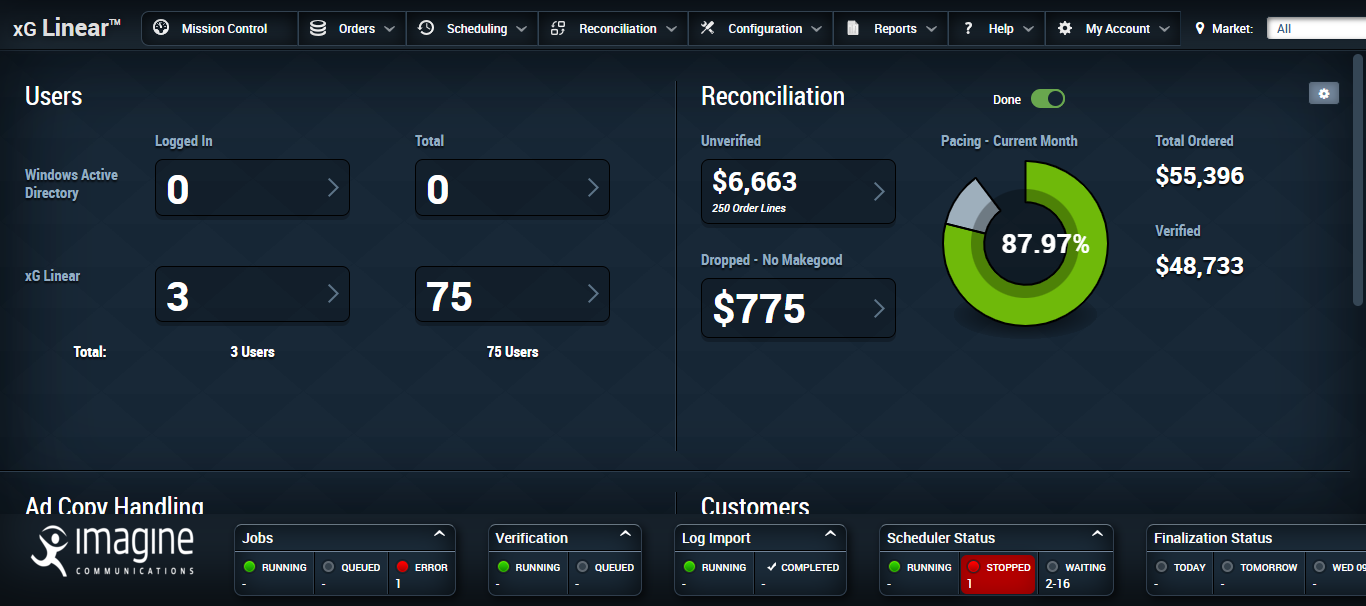 xG Linear™
Mission Control
Orders
Scheduling
Reconciliation
Configuration
Reports
? Help
My Account
Market:
All
Users
Logged In
Total
Windows Active
Directory
0
0
xG Linear
3
75
Total:
3 Users
75 Users
Reconciliation
Done
Unverified
$6,663
250 Order Lines
Dropped - No Makegood
$775
Pacing - Current Month
87.97%
Total Ordered
$55,396
Verified
$48,733
Ad Copy Handling
Customers
imagine
COMMUNICATIONS
Jobs
RUNNING
-
QUEUED
-
ERROR
1
Verification
RUNNING
-
QUEUED
-
Log Import
RUNNING
-
COMPLETED
-
Scheduler Status
RUNNING
-
STOPPED
1
WAITING
2-16
Finalization Status
TODAY
-
TOMORROW
-
WED 09
-